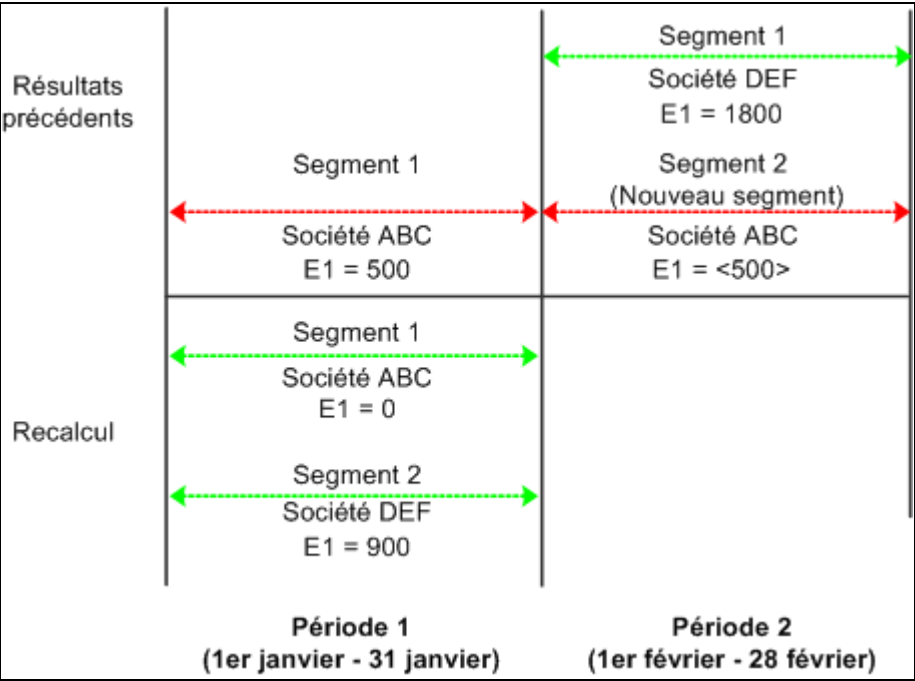 Résultats
précédents
Segment 1
Société ABC
E1 = 500
Segment 1
Société DEF
E1 = 1800
Segment 2
(Nouveau segment)
Société ABC
E1 = <500>
Recalcul
Segment 1
Société ABC
E1 = 0
Segment 2
Société DEF
E1 = 900
Période 1
(1er janvier - 31 janvier)
Période 2
(1er février - 28 février)